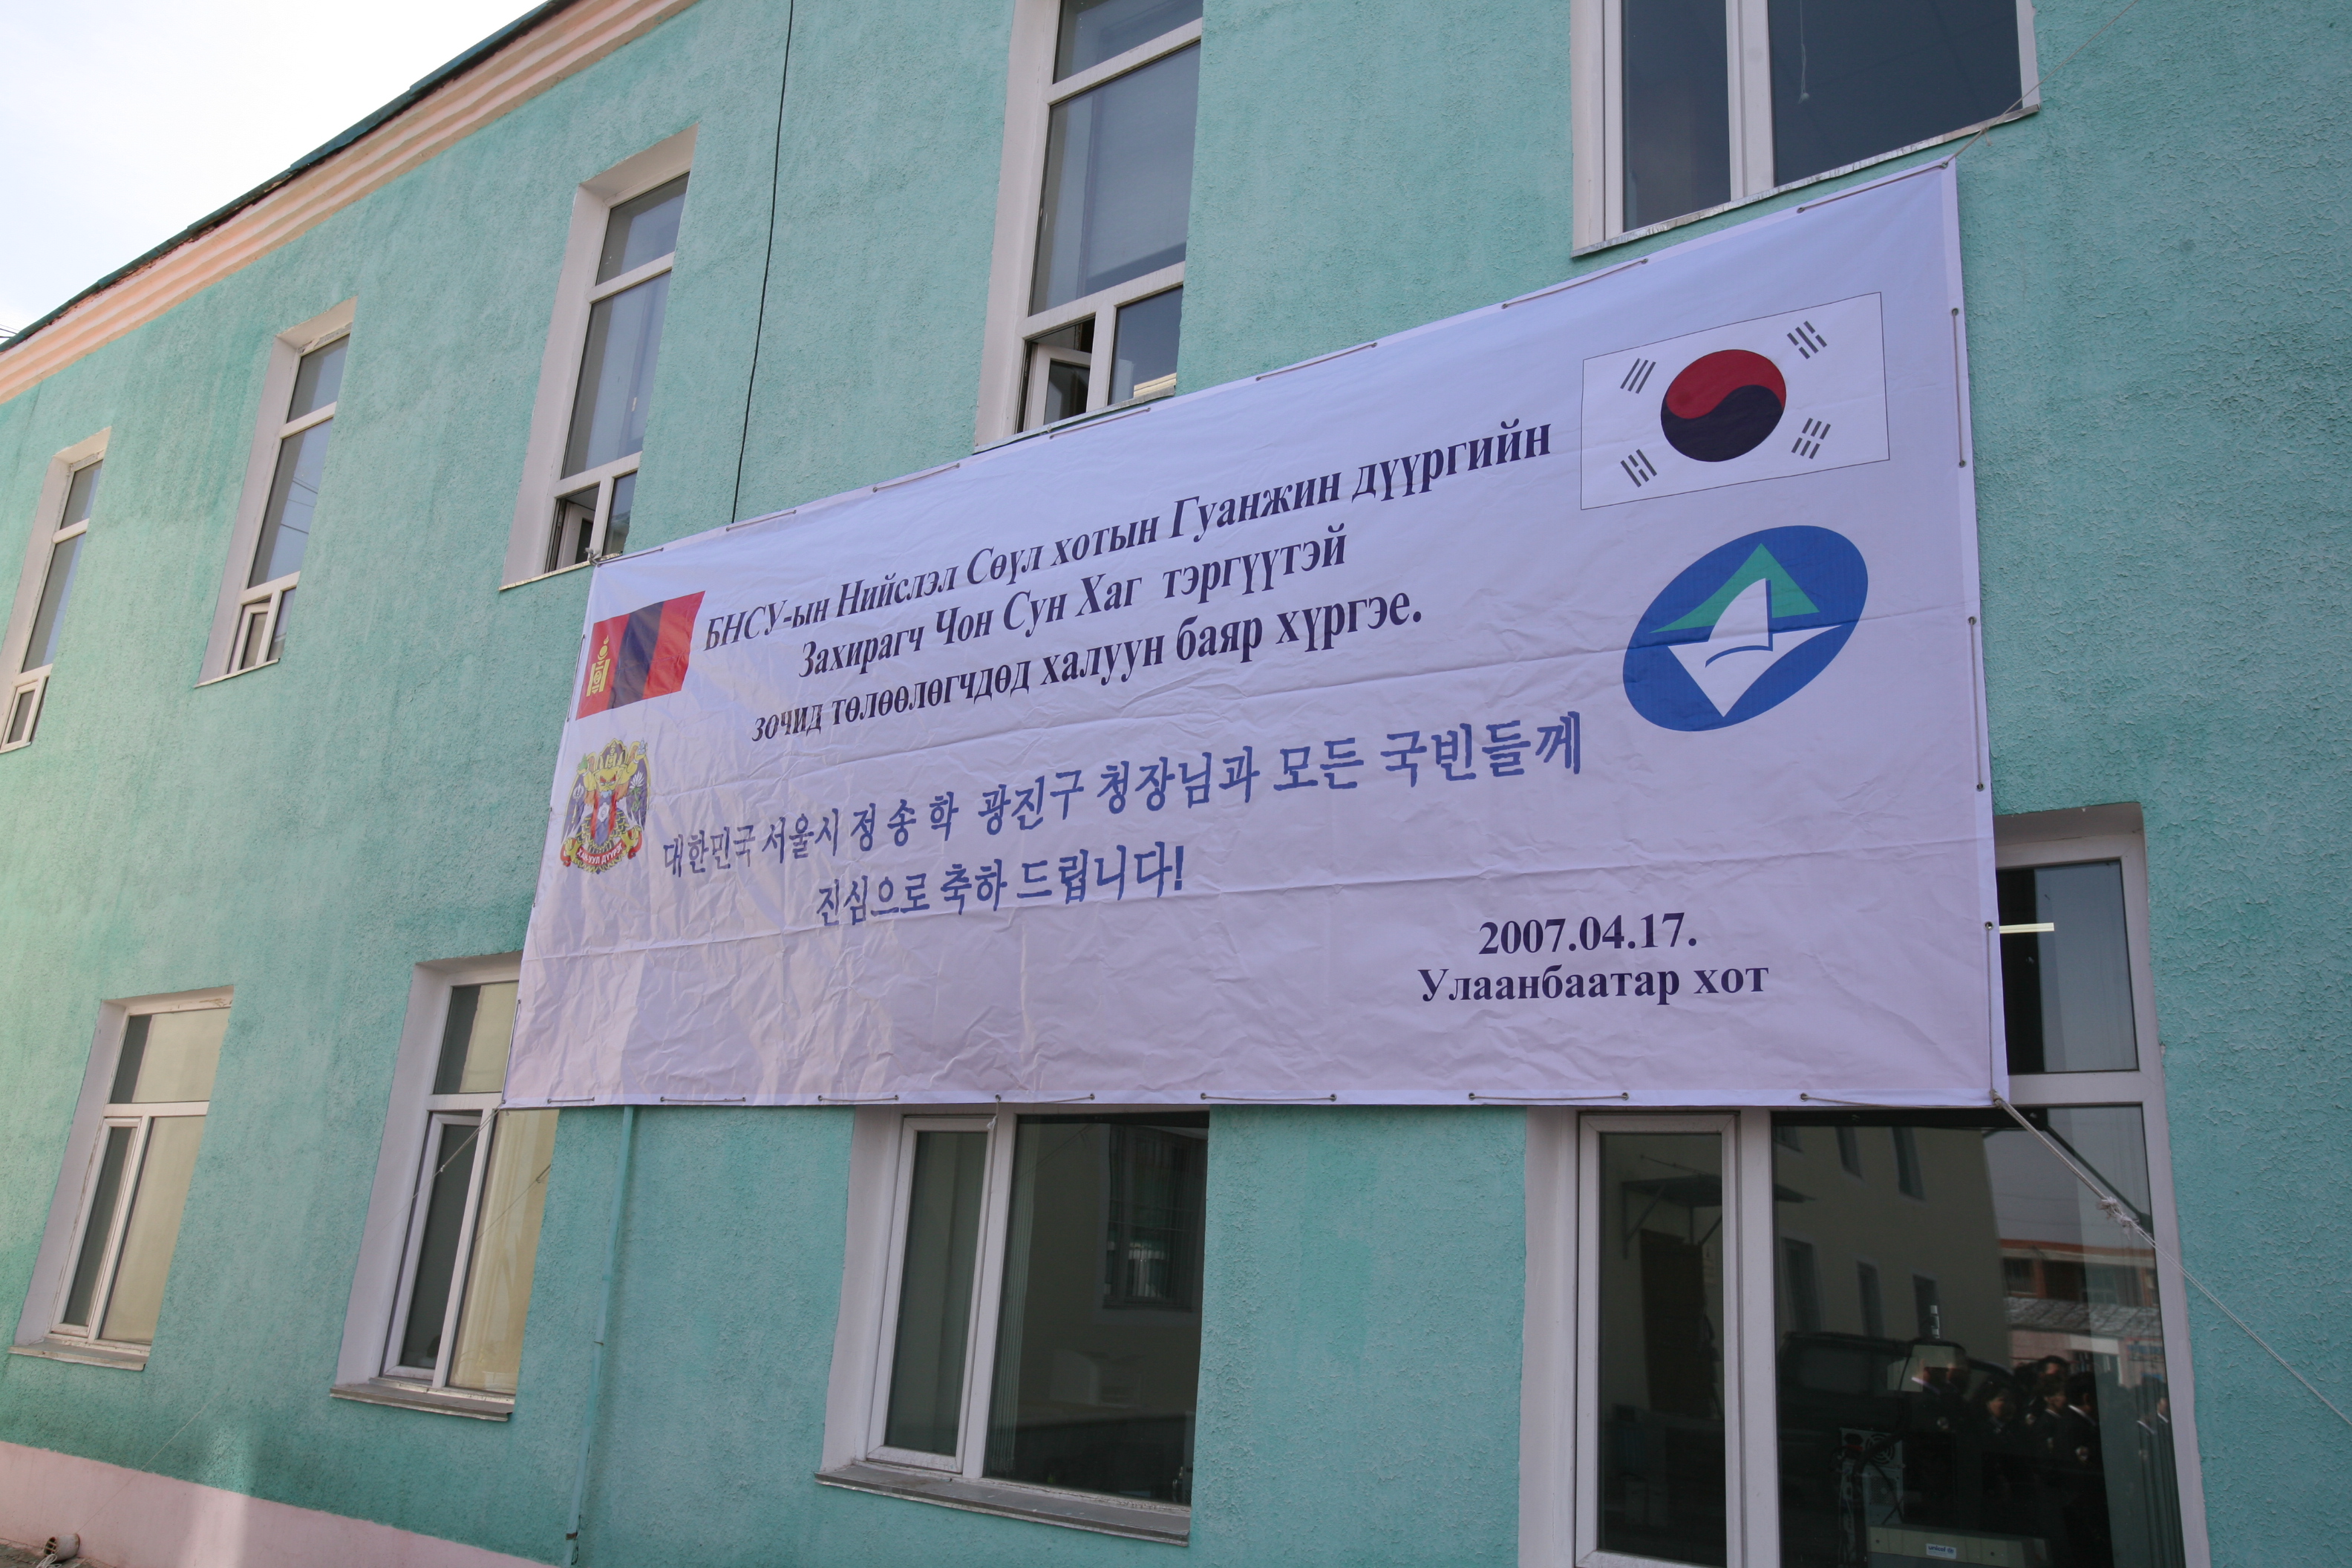 БНСУ-ын Нийслэл Сөүл хотын Гуанжин дүүргийн
Захирагч Чон Сун Хаг тэргүүтэй
зочид төлөөлөгчдөд халуун баяр хүргэе.
대한민국 서울시 정 송 학 광진구 청장님과 모든 국빈들께
진심으로 축하 드립니다!
2007.04.17.
Улаанбаатар хот